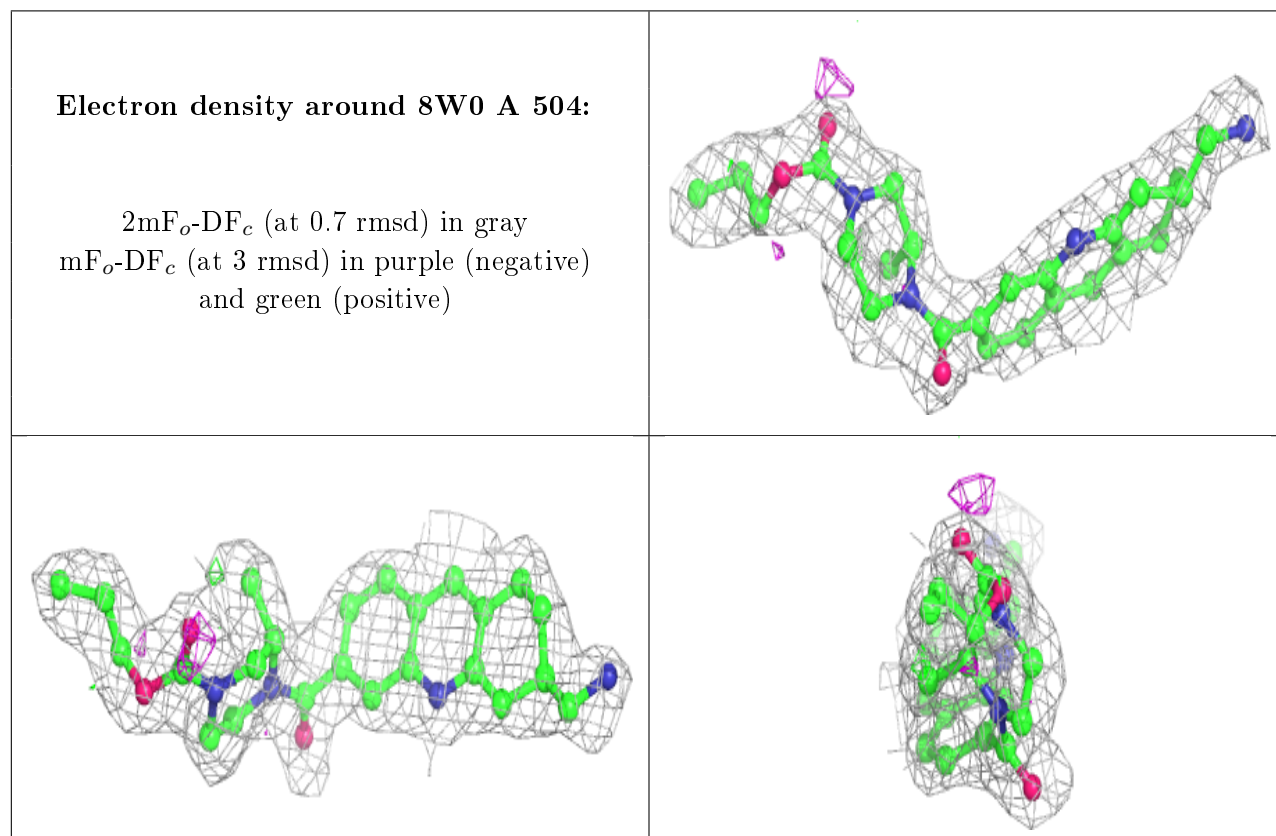 Electron density around 8W0 A 504:
2mFo-DFc (at 0.7 rmsd) in gray
mFo-DFc (at 3 rmsd) in purple (negative)
and green (positive)